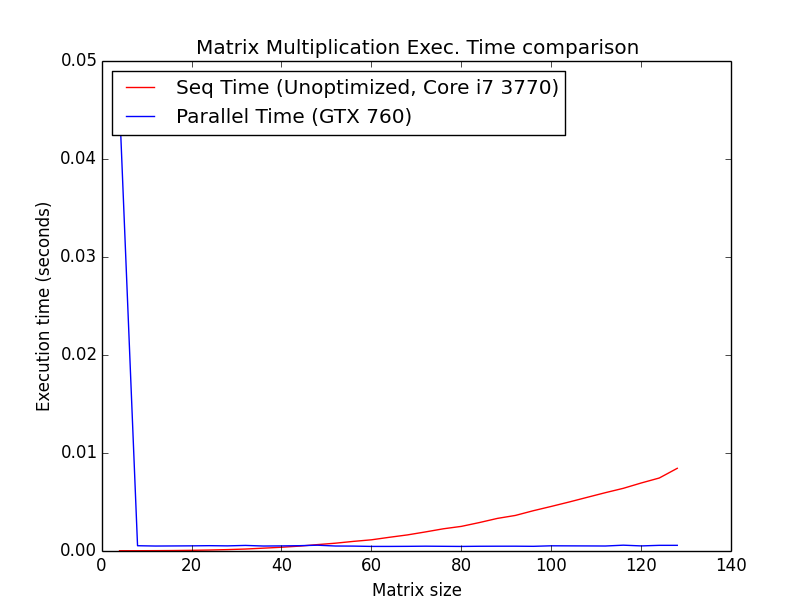 Matrix Multiplication Exec. Time comparison
Seq Time (Unoptimized, Core i7 3770)
Parallel Time (GTX 760)
0.05
0.04
0.03
0.02
0.01
0.00
Execution time (seconds)
0 20 40 60 80 100 120 140
Matrix size